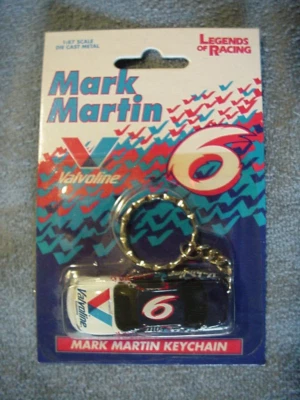 1:87 SCALE
DIE CAST METAL
LEGENDS
OF RACING
Mark
Martin
Valvoline
6
Valvoline
6
MARK MARTIN KEYCHAIN